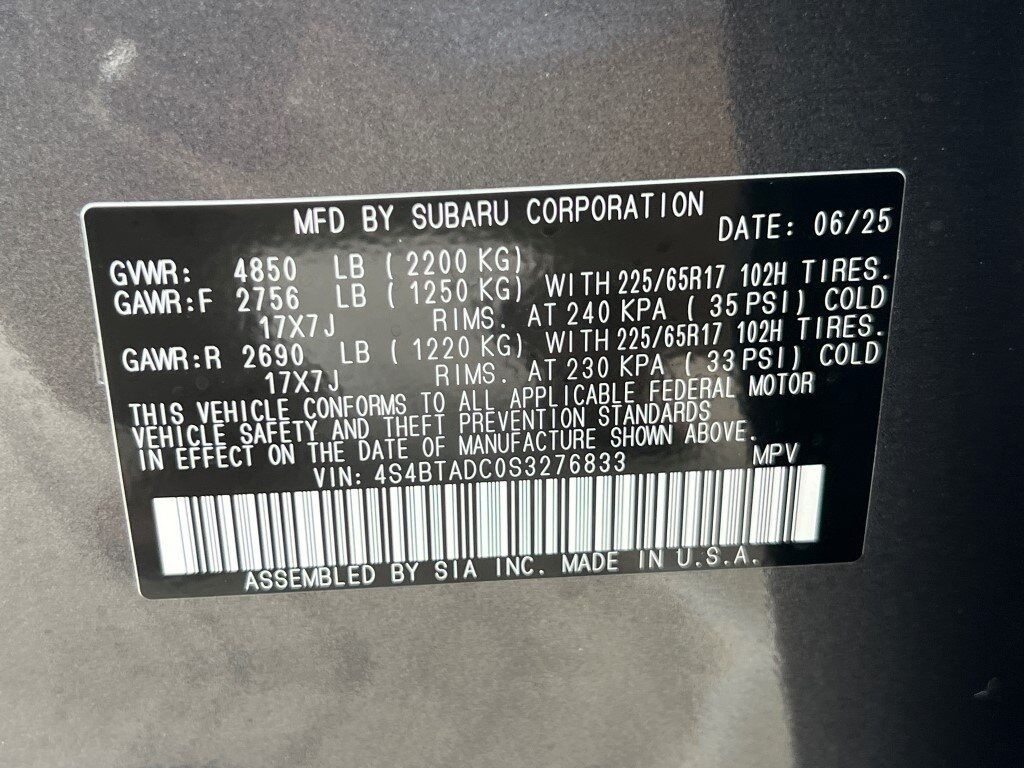 MFD BY SUBARU CORPORATION DATE: 06/25
GVWR: 4850 LB ( 2200 KG)
GAWR:F 2756 LB ( 1250 KG) WITH 225/65R17 102H TIRES.
17X7J RIMS. AT 240 KPA ( 35 PSI) COLD
GAWR:R 2690 LB ( 1220 KG) WITH 225/65R17 102H TIRES.
17X7J RIMS. AT 230 KPA ( 33 PSI) COLD
THIS VEHICLE CONFORMS TO ALL APPLICABLE FEDERAL MOTOR
VEHICLE SAFETY AND THEFT PREVENTION STANDARDS
IN EFFECT ON THE DATE OF MANUFACTURE SHOWN ABOVE.
VIN: 4S4BTADC0S3276833 MPV
ASSEMBLED BY SIA INC. MADE IN U.S.A.